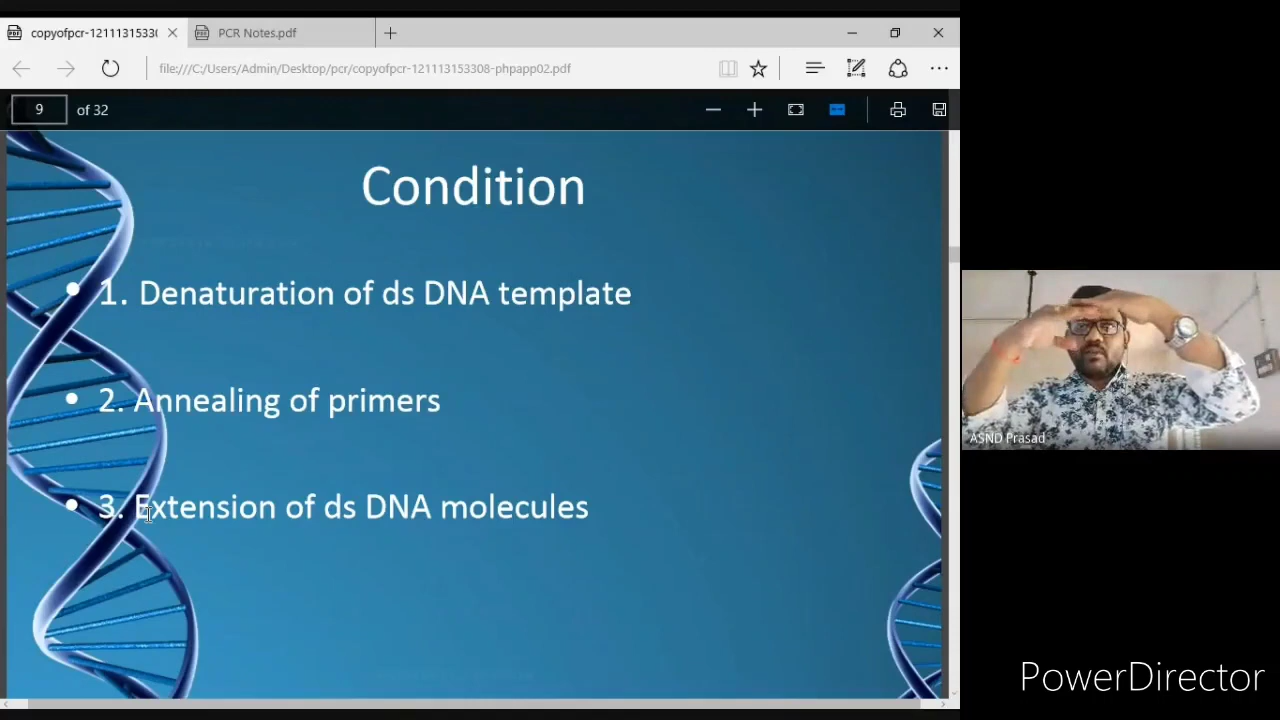 copyofpcr-1211131533
PCR Notes.pdf
file:///C:/Users/Admin/Desktop/pcr/copyofpcr-121113153308-phpapp02.pdf
9 of 32
Condition
• 1. Denaturation of ds DNA template
• 2. Annealing of primers
• 3. Extension of ds DNA molecules
ASND Prasad
PowerDirector